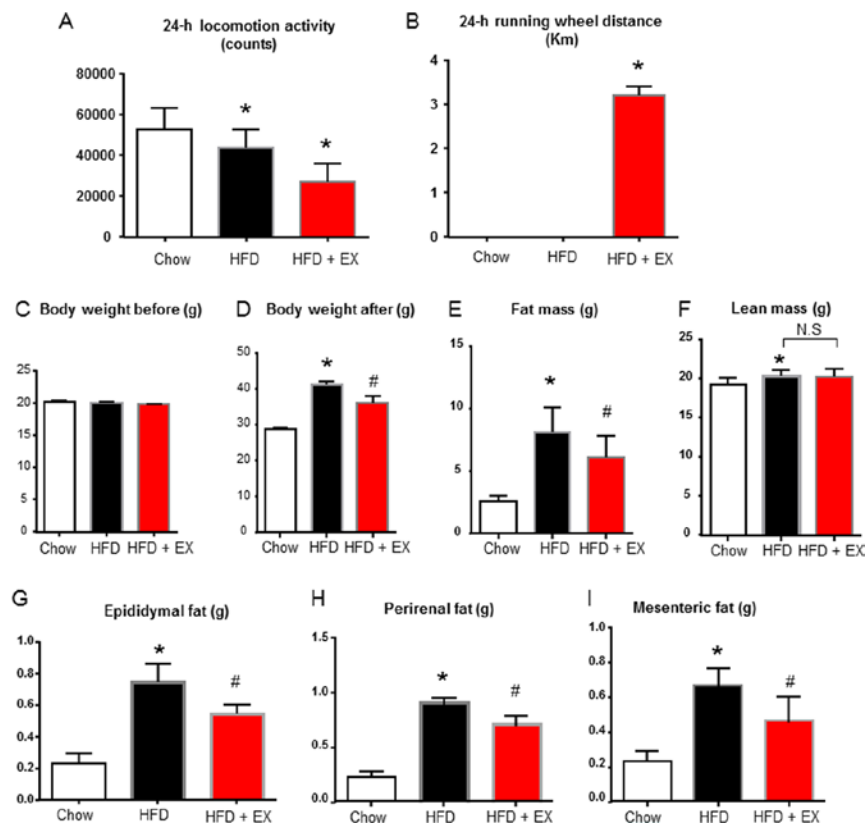 A
24-h locomotion activity
(counts)
80000
60000
40000
20000
0
*
*
Chow
HFD
HFD + EX
B
24-h running wheel distance
(Km)
4
3
2
1
0
*
Chow
HFD
HFD + EX
C
Body weight before (g)
25
20
15
10
5
0
Chow
HFD
HFD + EX
D
Body weight after (g)
50
40
30
20
10
0
*
#
Chow
HFD
HFD + EX
E
Fat mass (g)
15
10
5
0
*
#
Chow
HFD
HFD + EX
F
Lean mass (g)
25
20
15
10
5
0
N.S
*
Chow
HFD
HFD + EX
G
Epididymal fat (g)
1.0
0.8
0.6
0.4
0.2
0.0
*
#
Chow
HFD
HFD + EX
H
Perirenal fat (g)
1.5
1.0
0.5
0.0
*
#
Chow
HFD
HFD + EX
I
Mesenteric fat (g)
1.0
0.8
0.6
0.4
0.2
0.0
*
#
Chow
HFD
HFD + EX